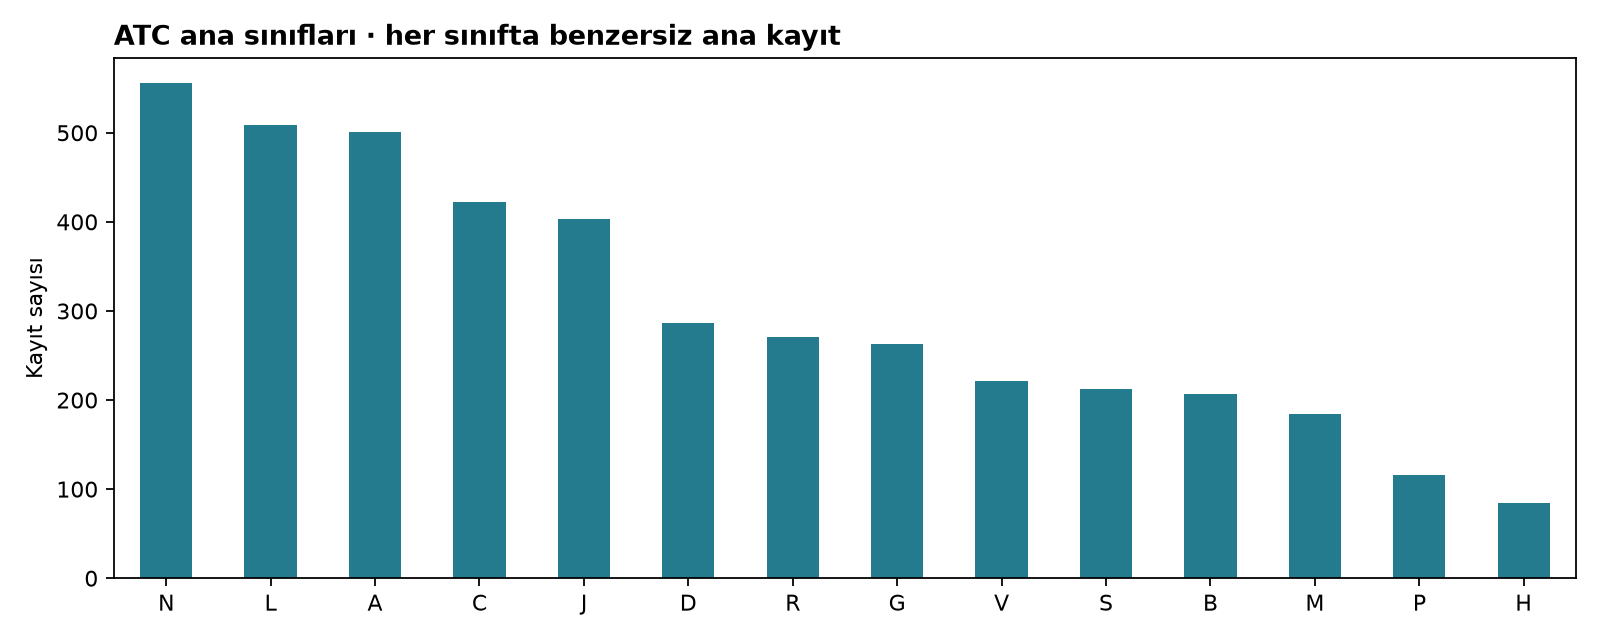 ATC ana sınıfları · her sınıfta benzersiz ana kayıt
Kayıt sayısı
500
400
300
200
100
0
N L A C J D R G V S B M P H